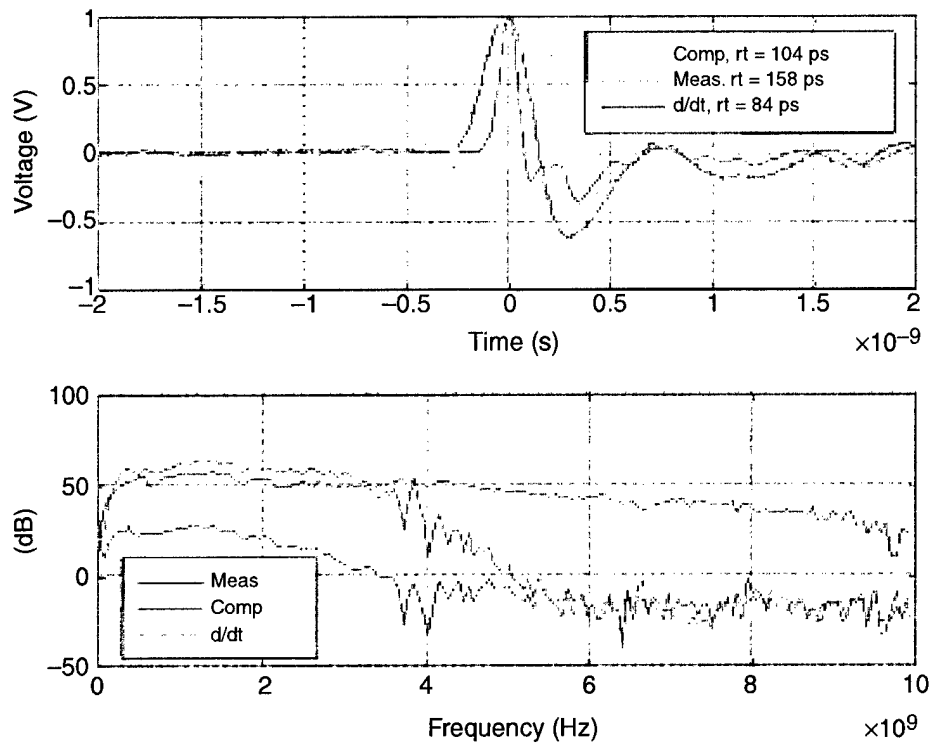 1
0.5
0
−0.5
−1
Voltage (V)
Comp, rt = 104 ps
Meas. rt = 158 ps
d/dt, rt = 84 ps
−2
−1.5
−1
−0.5
0
0.5
1
1.5
2
Time (s)
×10−9
100
50
0
−50
(dB)
Meas
Comp
d/dt
0
2
4
6
8
10
Frequency (Hz)
×109